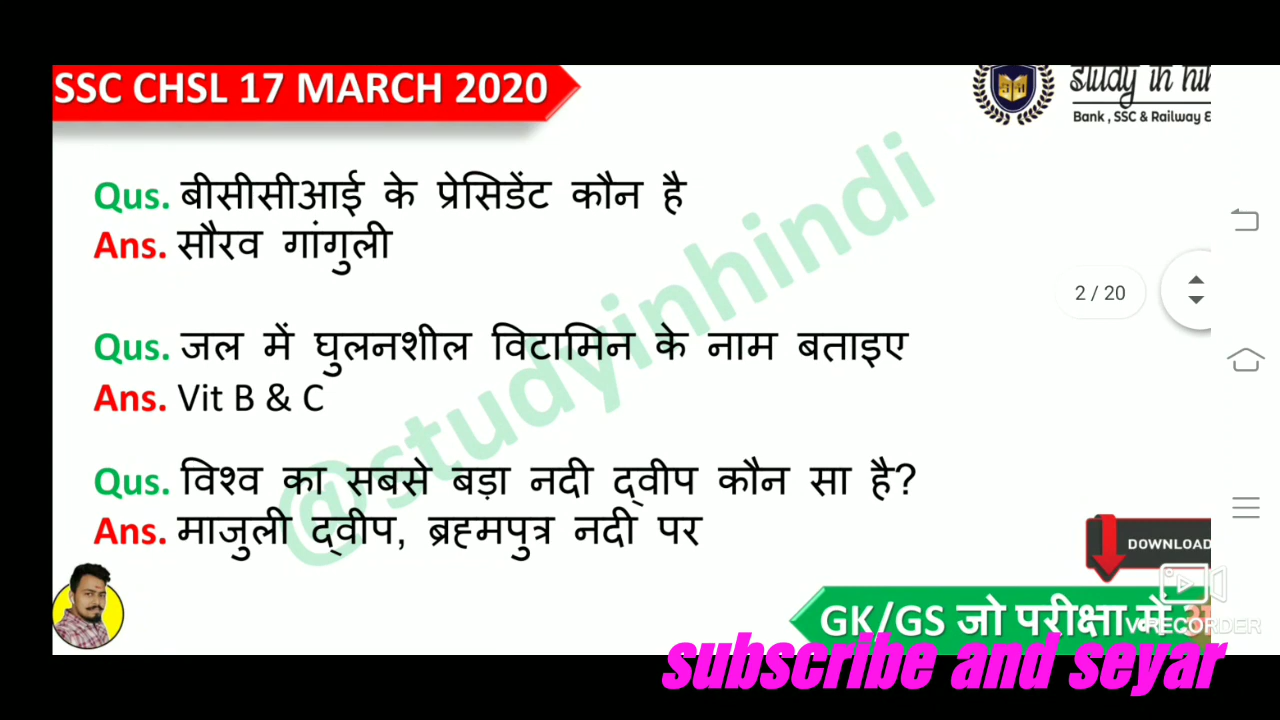 SSC CHSL 17 MARCH 2020
Bank , SSC & Railway E
Qus. बीसीसीआई के प्रेसिडेंट कौन है
Ans. सौरव गांगुली
2 / 20
Qus. जल में घुलनशील विटामिन के नाम बताइए
Ans. Vit B & C
Qus. विश्व का सबसे बड़ा नदी द्वीप कौन सा है?
Ans. माजुली द्वीप, ब्रह्मपुत्र नदी पर
@studyinhindi
DOWNLOAD
GK/GS जो परीक्षा में
subscribe and seyar